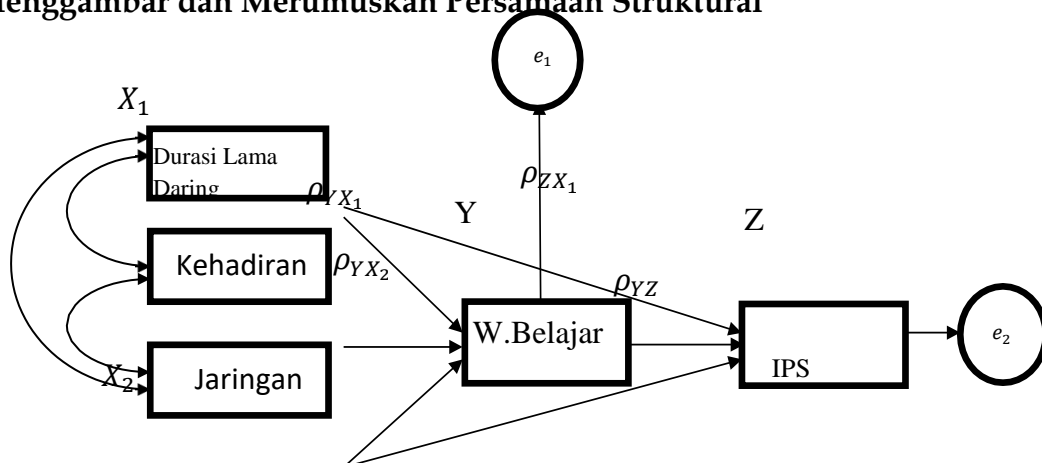 Menggambar dan Merumuskan Persamaan Struktural
e₁
X₁
Durasi Lama
Daring
ρ_YX₁
ρ_ZX₁
Y
Z
Kehadiran
ρ_YX₂
ρ_YZ
W.Belajar
e₂
X₂
Jaringan
IPS